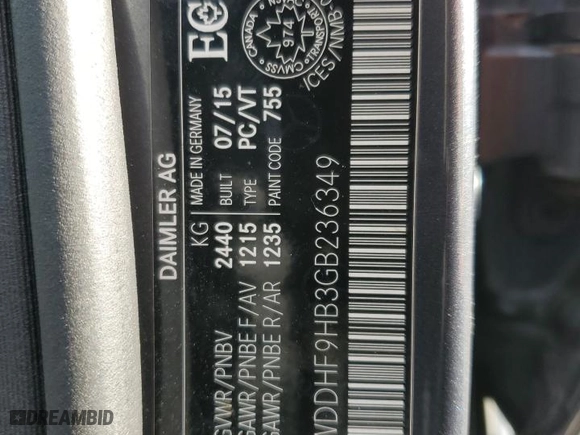 DAIMLER AG
KG MADE IN GERMANY
GVWR/PNBV 2440 BUILT 07/15
GAWR/PNBE F/AV 1215 TYPE PC/VT
GAWR/PNBE R/AR 1235 PAINT CODE 755
EC
CANADA
974
CMVSS
TRANSPORT
ICES/NMB
WDDHF9HB3GB236349
DREAMBID